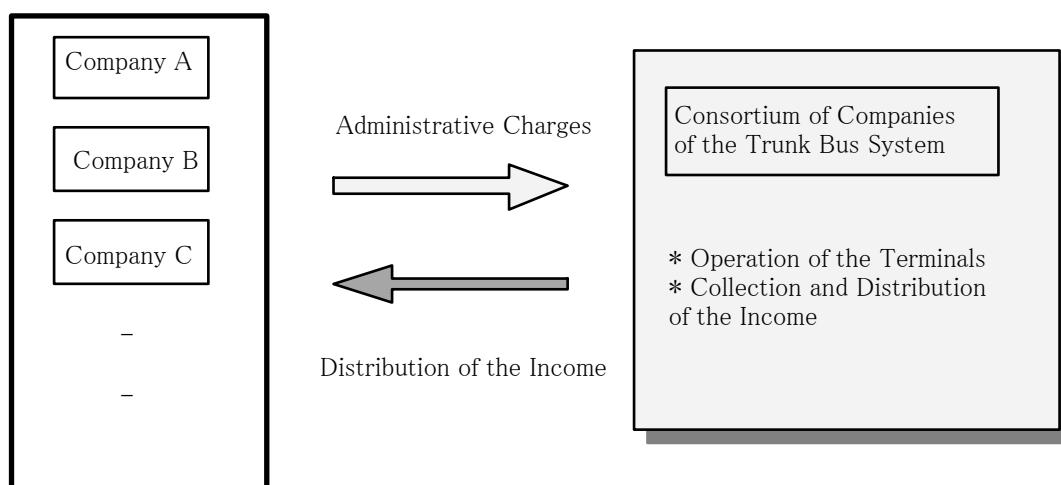 Company A
Company B
Company C
–
–
Administrative Charges
Distribution of the Income
Consortium of Companies
of the Trunk Bus System
* Operation of the Terminals
* Collection and Distribution
of the Income